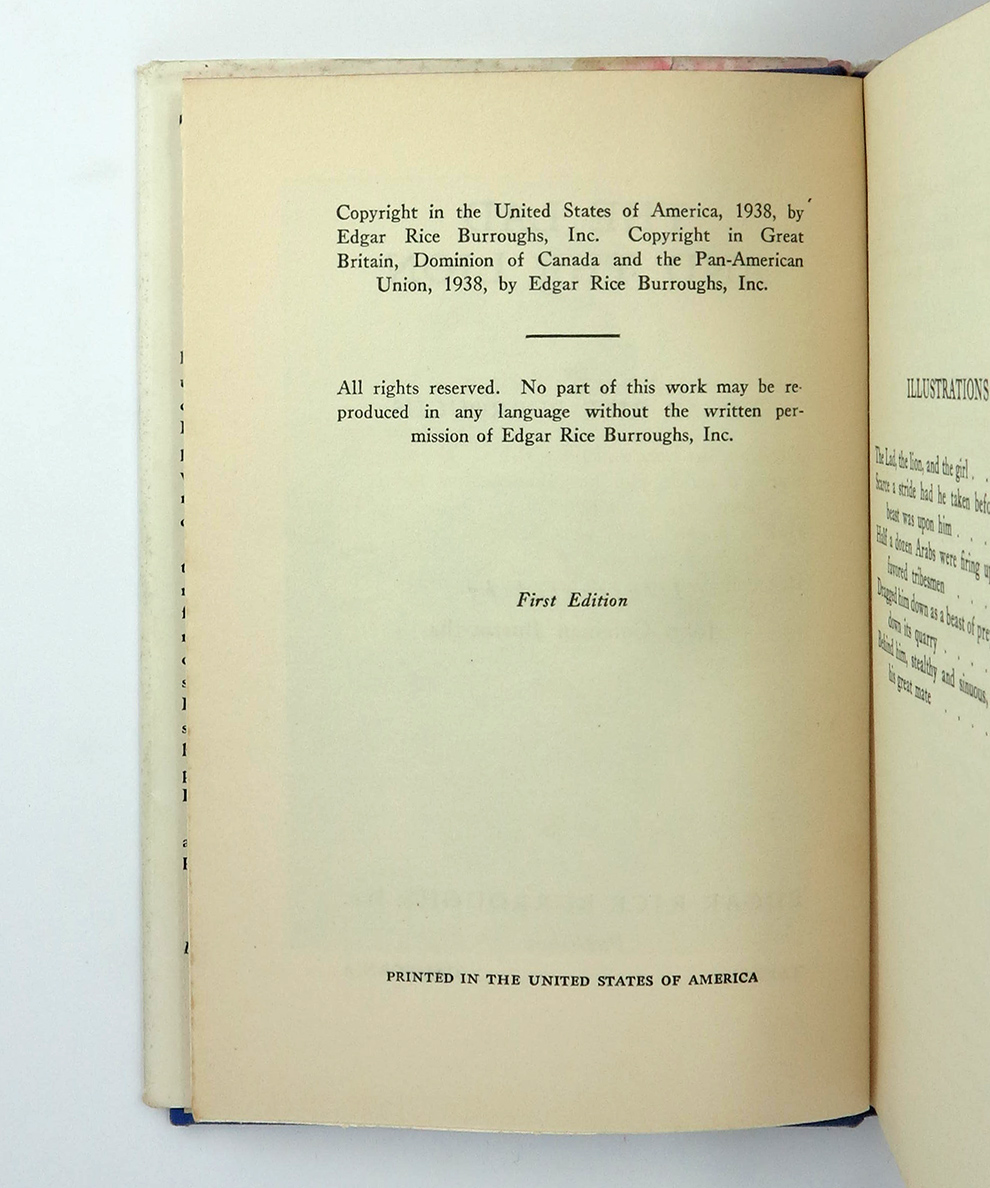 Copyright in the United States of America, 1938, by
Edgar Rice Burroughs, Inc. Copyright in Great
Britain, Dominion of Canada and the Pan-American
Union, 1938, by Edgar Rice Burroughs, Inc.
All rights reserved. No part of this work may be re-
produced in any language without the written per-
mission of Edgar Rice Burroughs, Inc.
First Edition
PRINTED IN THE UNITED STATES OF AMERICA
ILLUSTRATIONS
The Lad, the lion, and the girl . .
Scarce a stride had he taken befo
beast was upon him . . . .
Half a dozen Arabs were firing u
favored tribesmen . . .
Dragged him down as a beast of pre
down its quarry . . . .
Behind him, stealthy and sinuous,
his great mate . . .